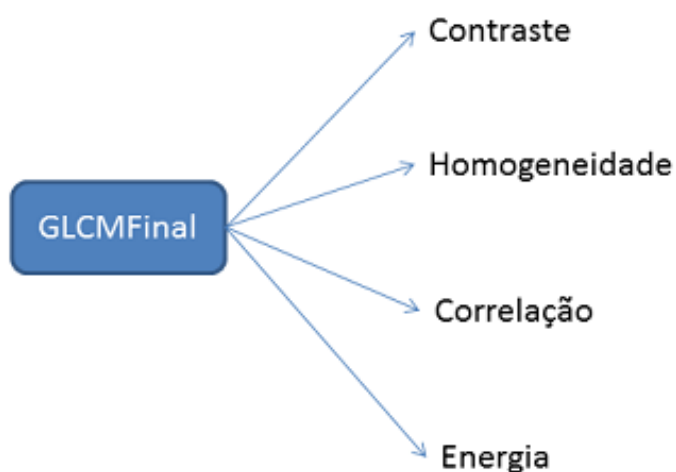 Contraste
Homogeneidade
GLCMFinal
Correlação
Energia